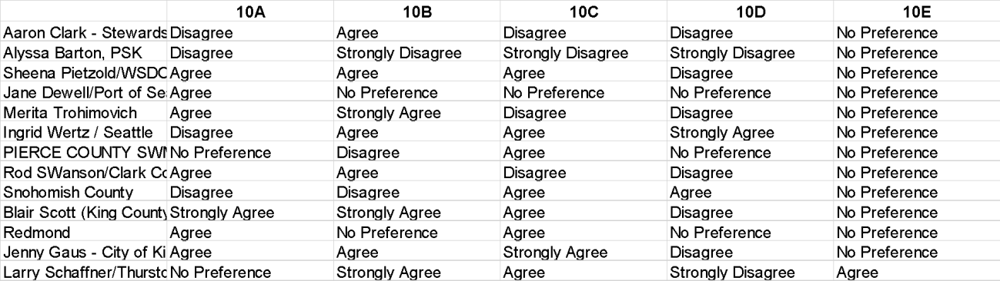 10A 10B 10C 10D 10E
Aaron Clark - Stewards Disagree Agree Disagree Disagree No Preference
Alyssa Barton, PSK Disagree Strongly Disagree Strongly Disagree Strongly Disagree No Preference
Sheena Pietzold/WSDO Agree Agree Agree Disagree No Preference
Jane Dewell/Port of Se Agree No Preference No Preference No Preference No Preference
Merita Trohimovich Agree Strongly Agree Disagree Disagree No Preference
Ingrid Wertz / Seattle Disagree Agree Agree Strongly Agree No Preference
PIERCE COUNTY SWM No Preference Disagree Agree No Preference No Preference
Rod SWanson/Clark Co Agree Agree Disagree Disagree No Preference
Snohomish County Disagree Disagree Agree Agree No Preference
Blair Scott (King County Strongly Agree Strongly Agree Agree Disagree No Preference
Redmond Agree No Preference Agree No Preference No Preference
Jenny Gaus - City of Ki Agree Agree Strongly Agree Disagree No Preference
Larry Schaffner/Thursto No Preference Strongly Agree Agree Strongly Disagree Agree